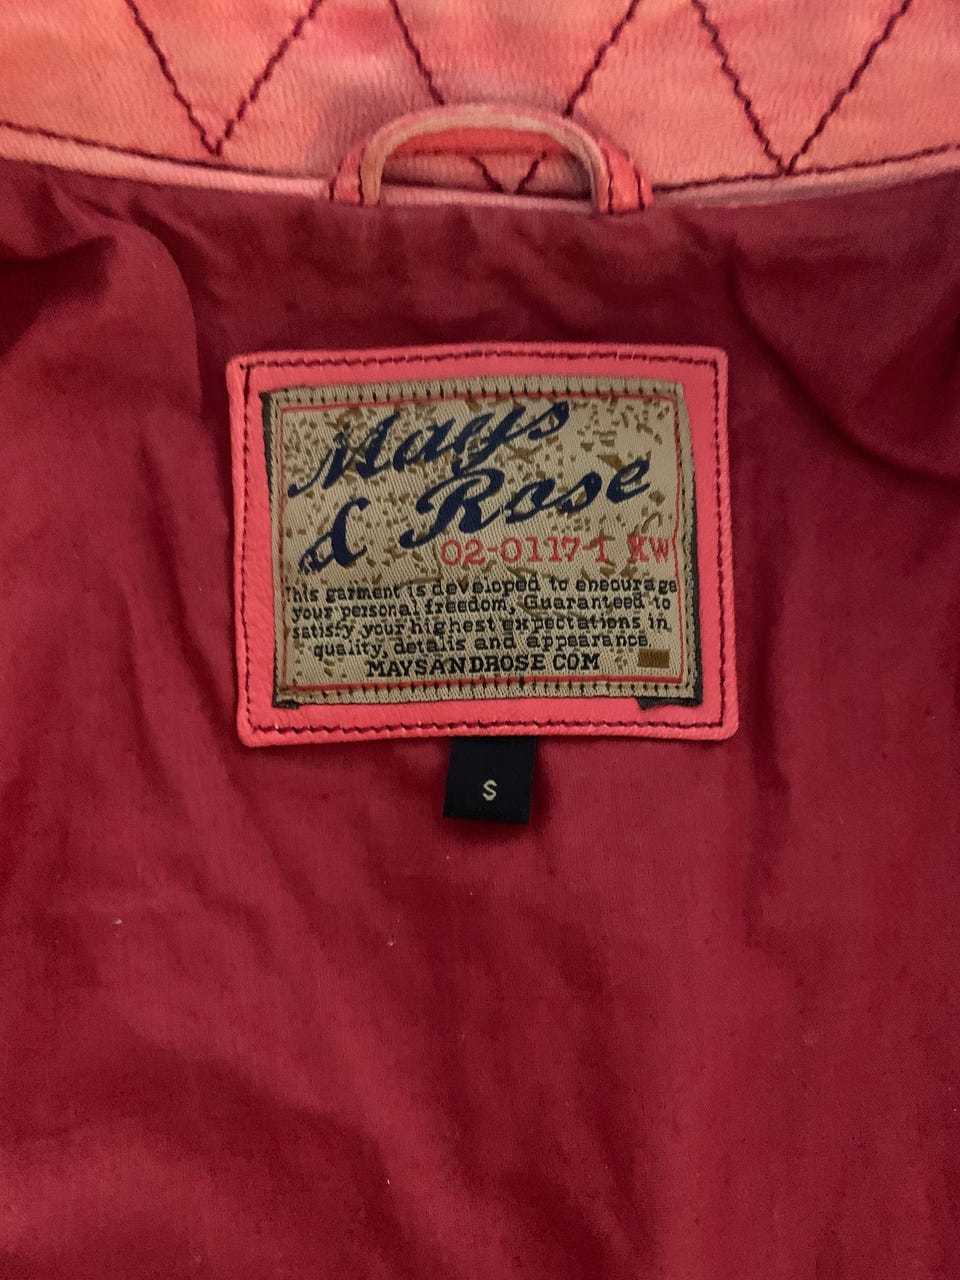 Mays
& Rose
02-0117-1 XW
This garment is developed to encourage
your personal freedom, Guaranteed to
satisfy your highest expectations in
quality, details and appearance
MAYSANDROSE.COM
S